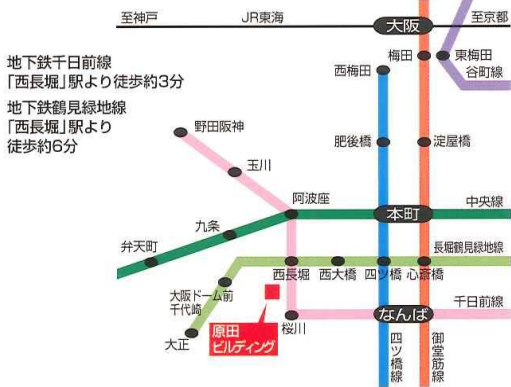 至神戸
JR東海
大阪
至京都
地下鉄千日前線
「西長堀」駅より徒歩約3分
地下鉄鶴見緑地線
「西長堀」駅より
徒歩約6分
梅田
東梅田
西梅田
谷町線
野田阪神
肥後橋
淀屋橋
玉川
阿波座
本町
中央線
九条
弁天町
長堀鶴見緑地線
西長堀
西大橋
四ツ橋
心斎橋
大阪ドーム前
千代崎
千日前線
なんば
桜川
原田
ビルディング
大正
四ツ橋線
御堂筋線